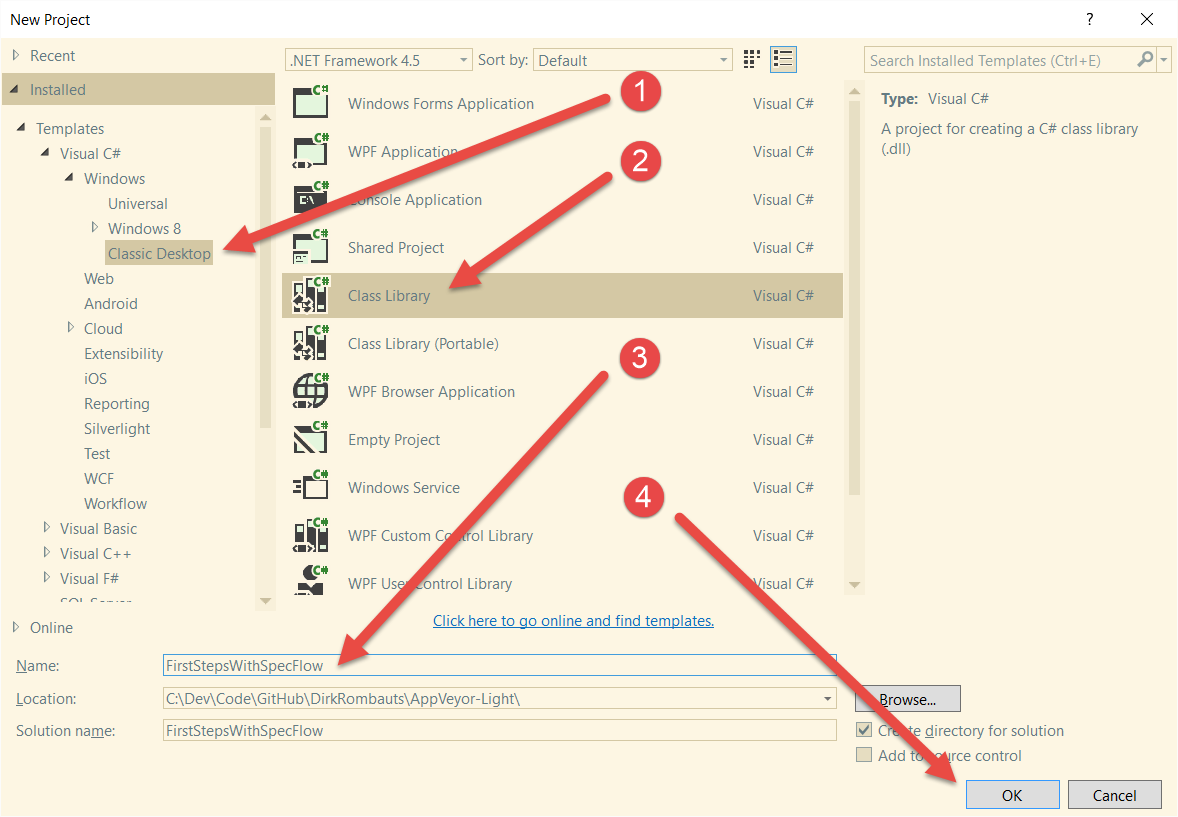 New Project
?
Recent
Installed
Templates
Visual C#
Windows
Universal
Windows 8
Classic Desktop
Web
Android
Cloud
Extensibility
iOS
Reporting
Silverlight
Test
WCF
Workflow
Visual Basic
Visual C++
Visual F#
SQL Server
Online
.NET Framework 4.5
Sort by: Default
C# Windows Forms Application Visual C#
C# WPF Application Visual C#
C# Console Application Visual C#
C# Shared Project Visual C#
C# Class Library Visual C#
C# Class Library (Portable) Visual C#
C# WPF Browser Application Visual C#
C# Empty Project Visual C#
C# Windows Service Visual C#
C# WPF Custom Control Library Visual C#
C# WPF User Control Library Visual C#
Click here to go online and find templates.
Search Installed Templates (Ctrl+E)
Type: Visual C#
A project for creating a C# class library
(.dll)
1
2
3
4
Name: FirstStepsWithSpecFlow
Location: C:\Dev\Code\GitHub\DirkRombauts\AppVeyor-Light\
Browse...
Solution name: FirstStepsWithSpecFlow
Create directory for solution
Add to source control
OK
Cancel